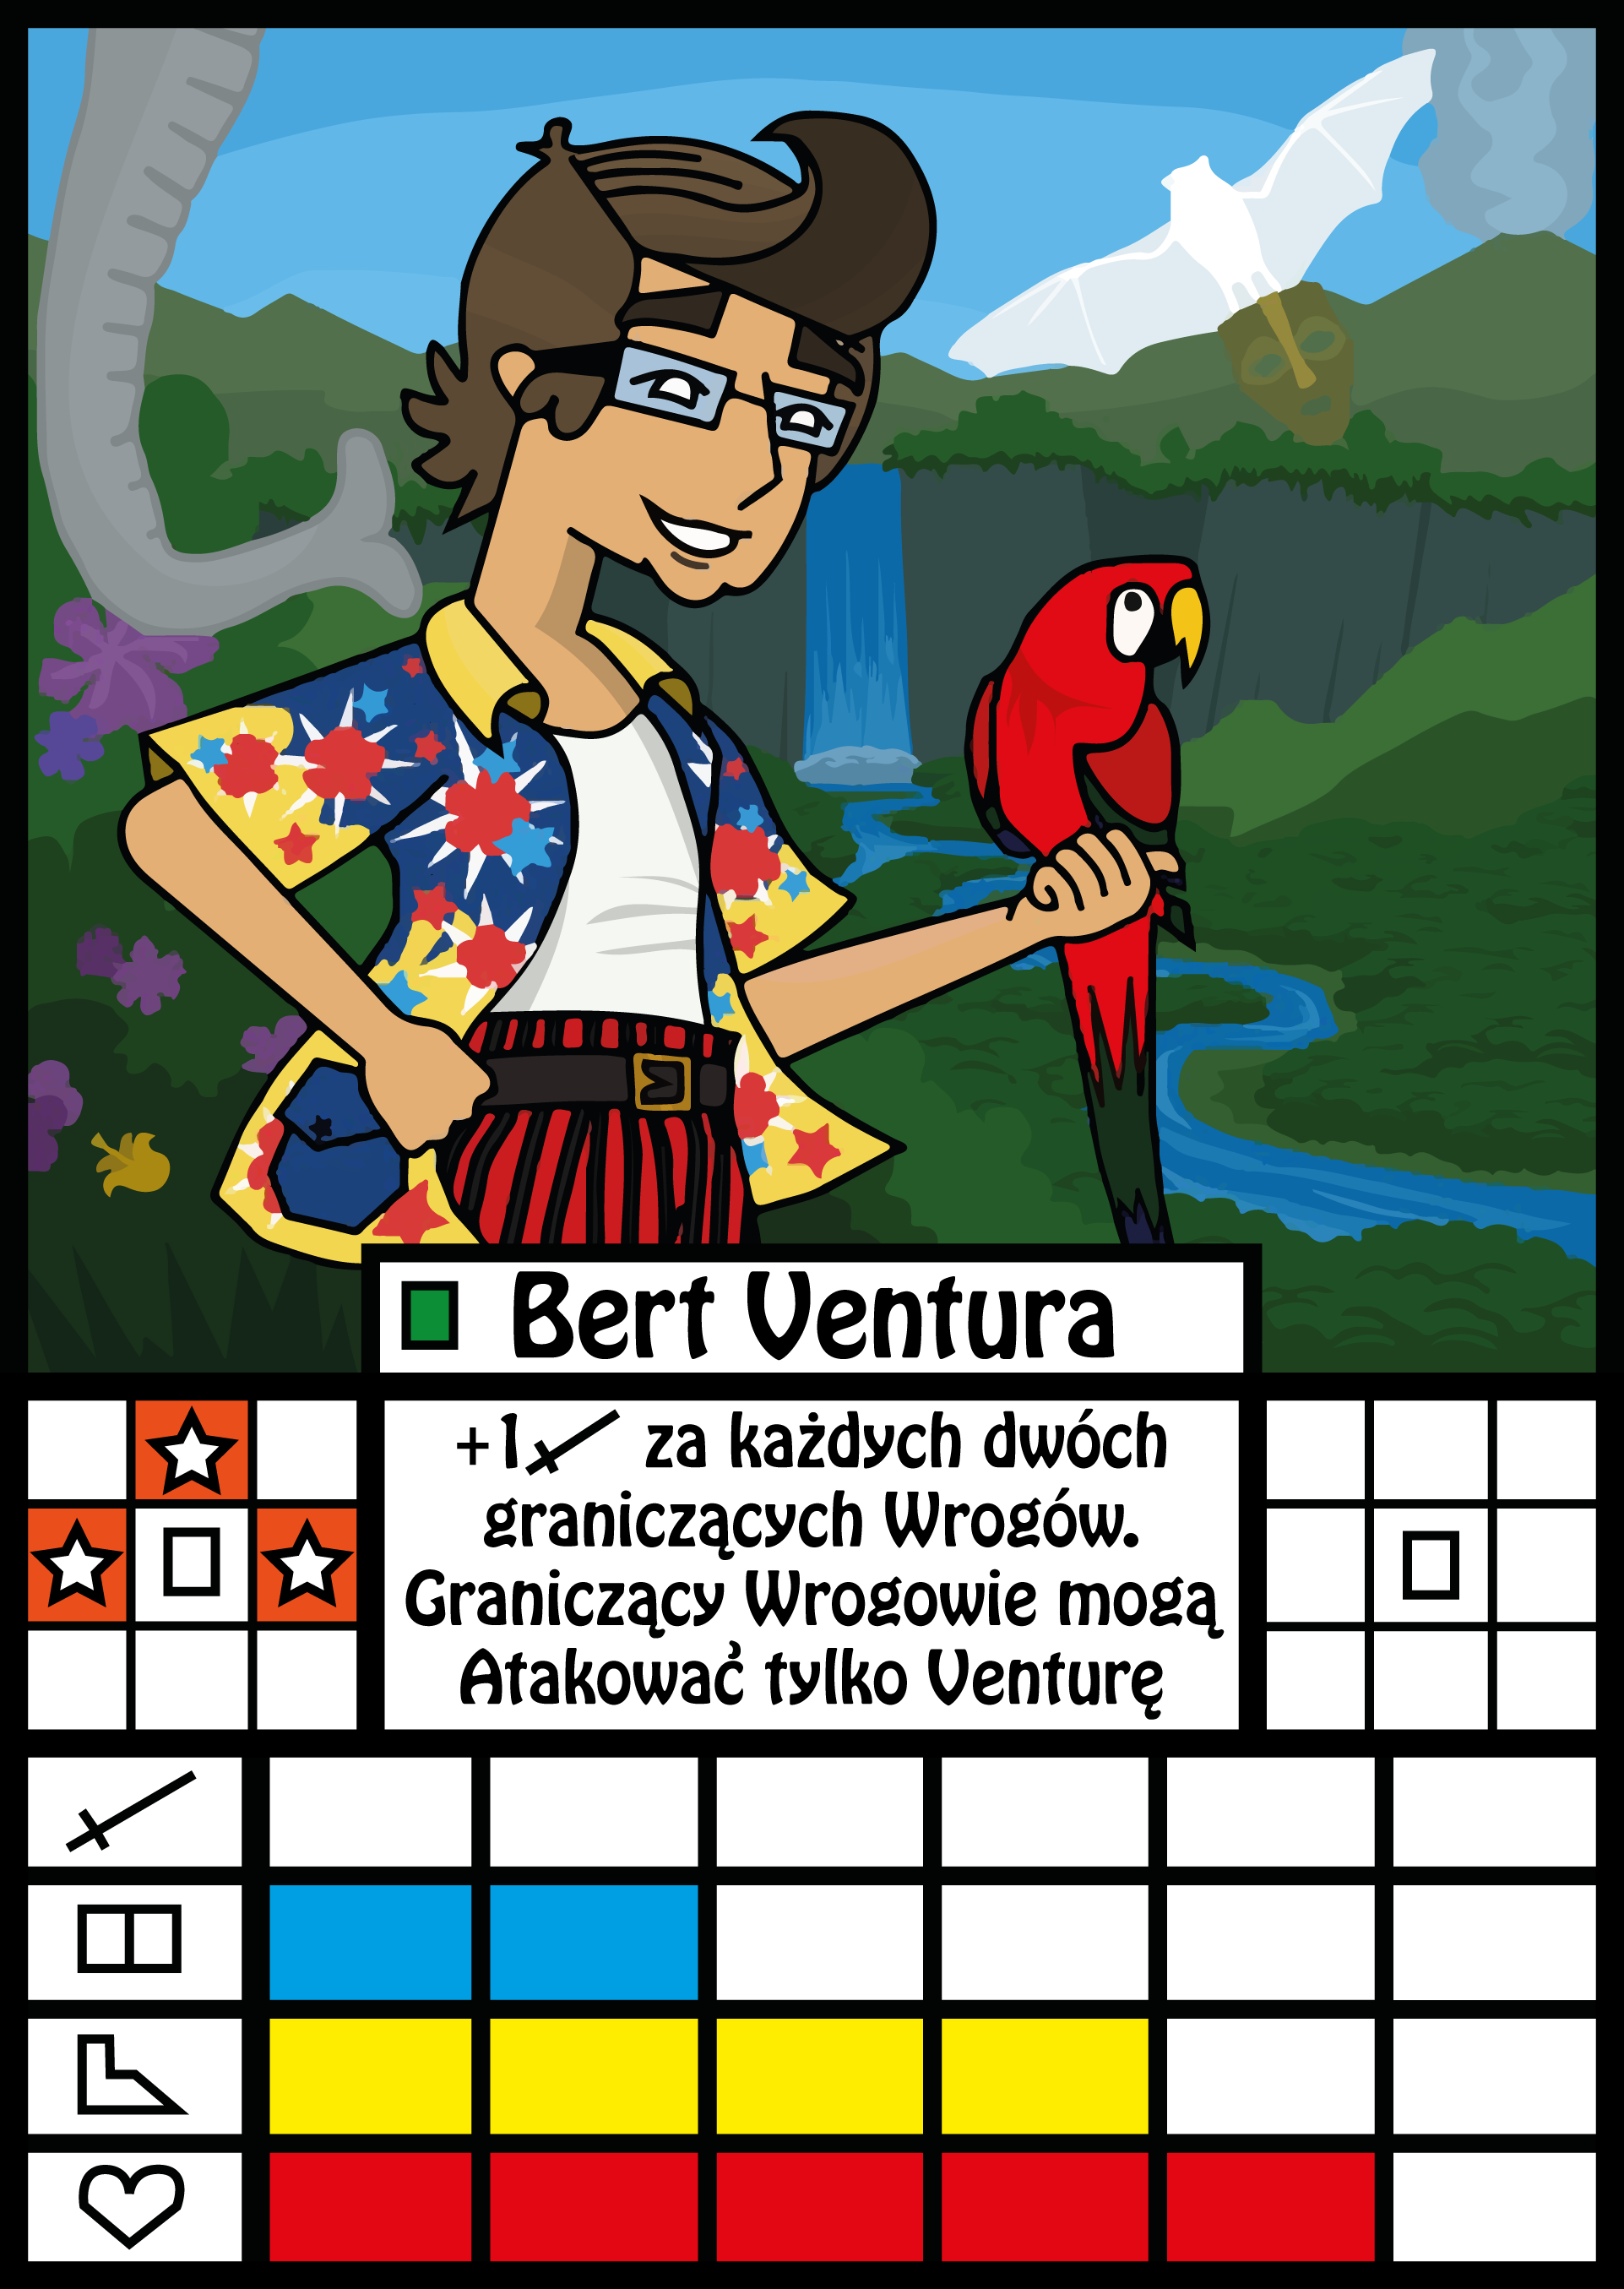 Bert Ventura
+1 za każdych dwóch
graniczących Wrogów.
Graniczący Wrogowie mogą
Atakować tylko Venturę